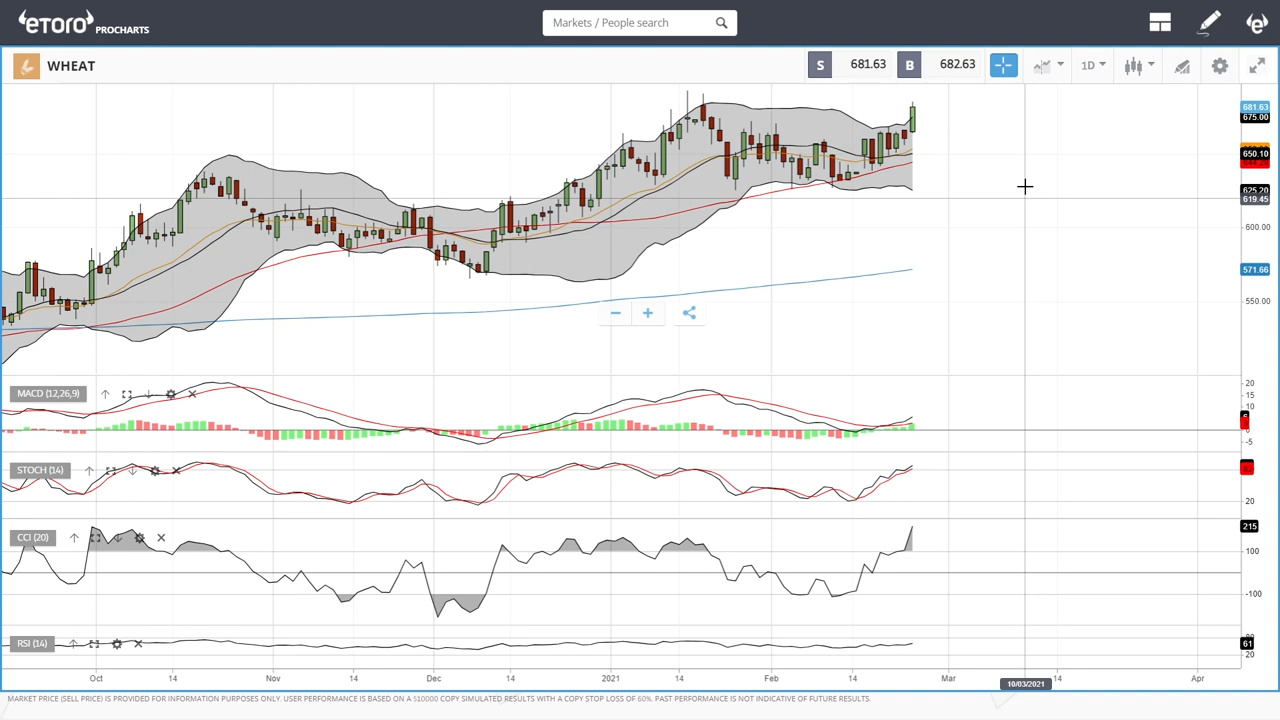 eToro PROCHARTS
Markets / People search
WHEAT
S 681.63 B 682.63
1D
681.63
675.00
650.10
625.20
619.45
600.00
571.66
550.00
MACD (12,26,9)
20
15
10
0
-5
STOCH (14)
20
CCI (20)
215
100
-100
RSI (14)
61
20
Oct 14 Nov 14 Dec 14 2021 14 Feb 14 Mar 14 Apr
10/03/2021
MARKET PRICE (SELL PRICE) IS PROVIDED FOR INFORMATION PURPOSES ONLY. USER PERFORMANCE IS BASED ON A $10000 COPY SIMULATED RESULTS WITH A COPY STOP LOSS OF 60%. PAST PERFORMANCE IS NOT INDICATIVE OF FUTURE RESULTS.